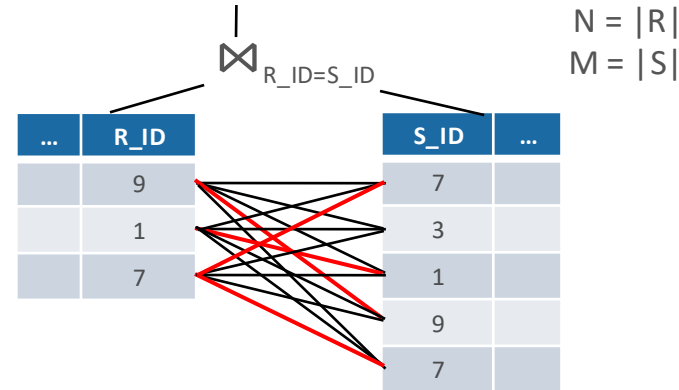 N = |R|
M = |S|
⋈ R_ID=S_ID
... R_ID
9
1
7
S_ID ...
7
3
1
9
7